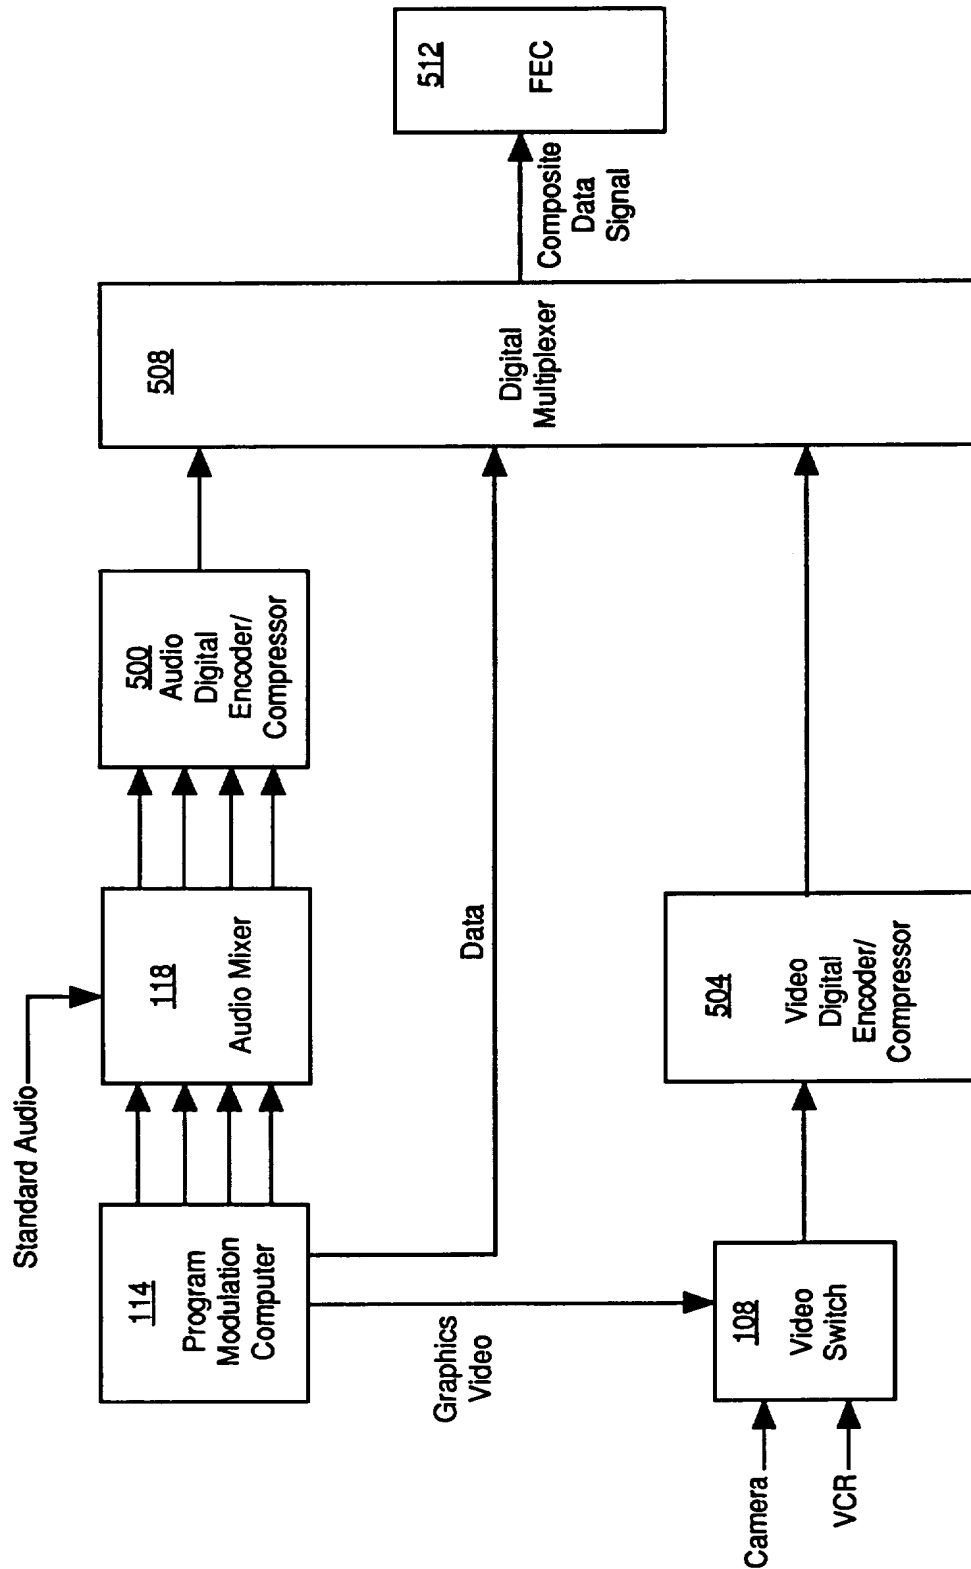 Standard Audio
114
Program
Modulation
Computer
118
Audio Mixer
500
Audio
Digital
Encoder/
Compressor
508
Digital
Multiplexer
Composite
Data
Signal
512
FEC
Data
Graphics
Video
Camera
VCR
108
Video
Switch
504
Video
Digital
Encoder/
Compressor